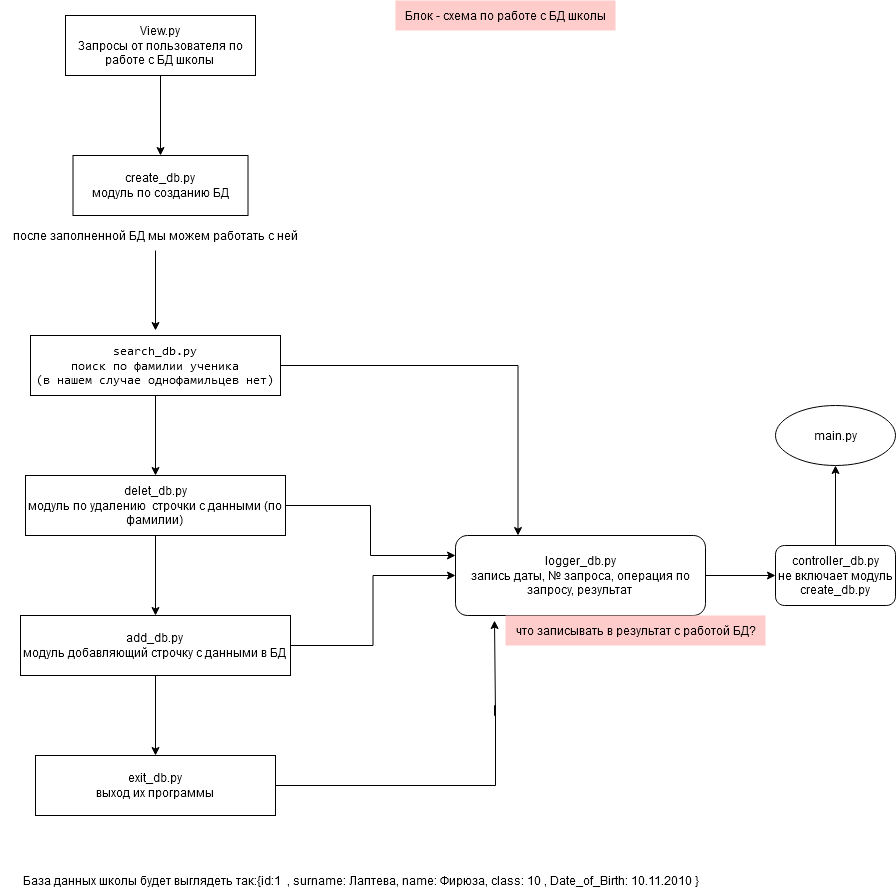 Блок - схема по работе с БД школы
View.py
Запросы от пользователя по
работе с БД школы
create_db.py
модуль по созданию БД
после заполненной БД мы можем работать с ней
search_db.py
поиск по фамилии ученика
(в нашем случае однофамильцев нет)
delet_db.py
модуль по удалению строчки с данными (по
фамилии)
add_db.py
модуль добавляющий строчку с данными в БД
exit_db.py
выход их программы
logger_db.py
запись даты, № запроса, операция по
запросу, результат
что записывать в результат с работой БД?
main.py
controller_db.py
не включает модуль
create_db.py
База данных школы будет выглядеть так:{id:1 , surname: Лаптева, name: Фирюза, class: 10 , Date_of_Birth: 10.11.2010 }